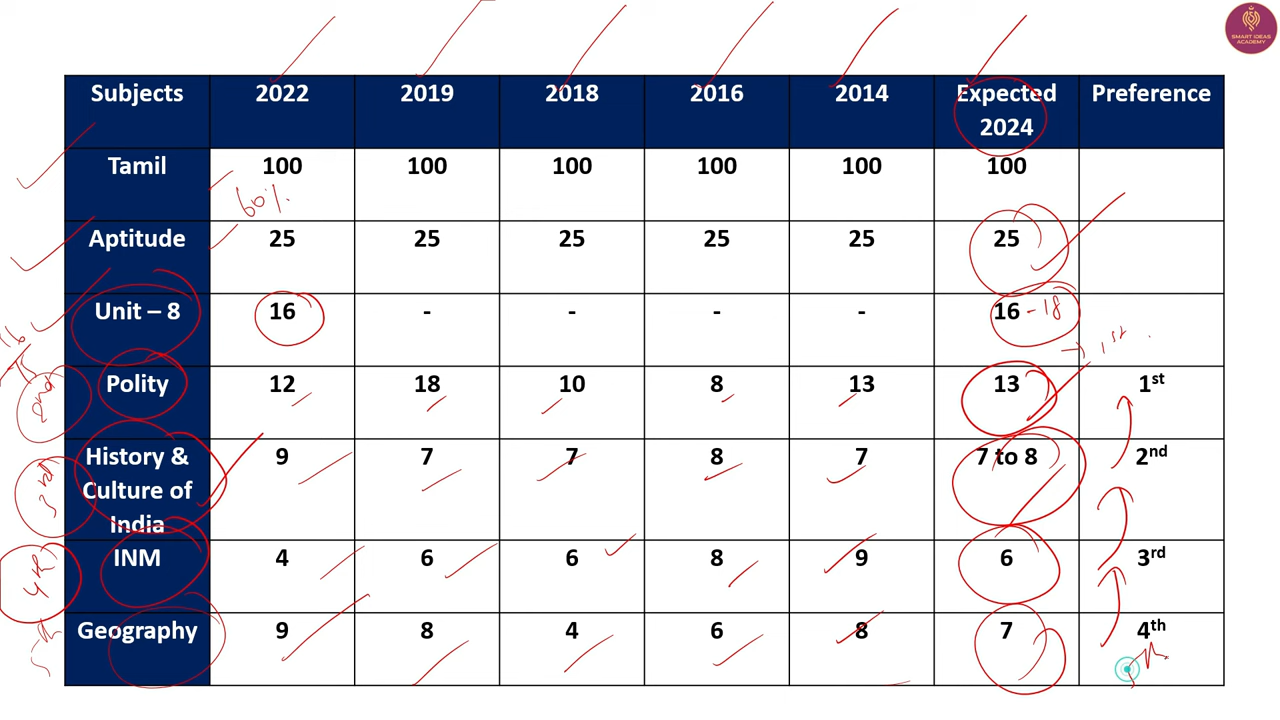 SMART IDEAS
ACADEMY
Subjects 2022 2019 2018 2016 2014 Expected 2024 Preference
Tamil 100 100 100 100 100 100
60%
Aptitude 25 25 25 25 25 25
Unit – 8 16 - - - - 16 - 18
→ 1st
Polity 12 18 10 8 13 13 1st
2nd
History & Culture of India 9 7 7 8 7 7 to 8 2nd
3rd
INM 4 6 6 8 9 6 3rd
4th
Geography 9 8 4 6 8 7 4th
5th